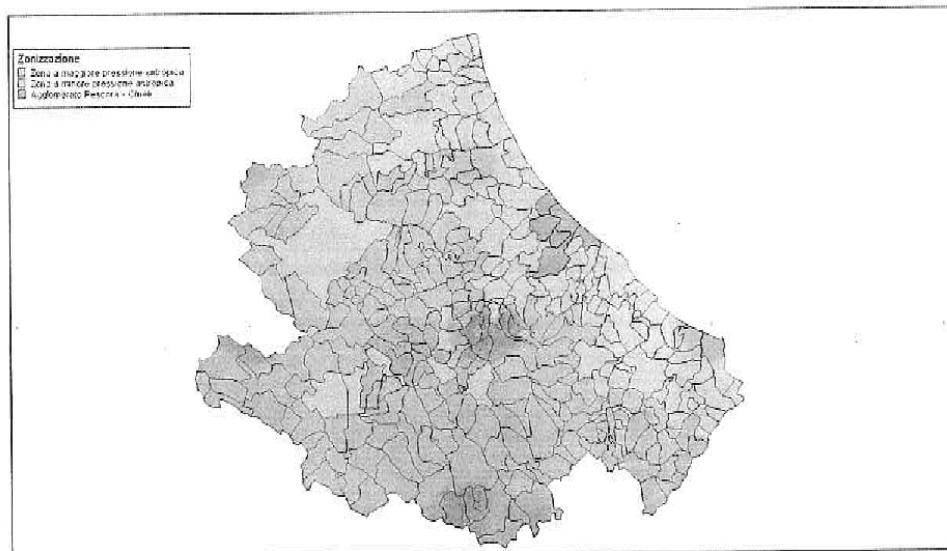 Zonizzazione
Zona a maggiore pressione antropica
Zona a minore pressione antropica
Agglomerato Pescara - Chieti